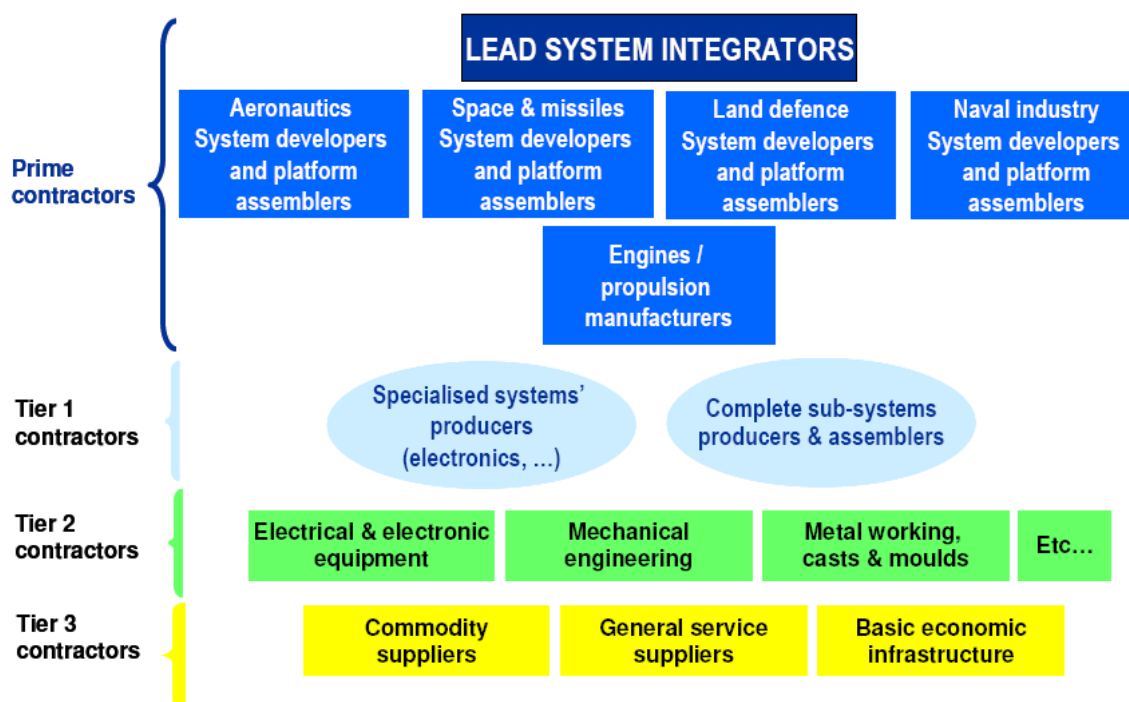 LEAD SYSTEM INTEGRATORS
Prime
contractors
Aeronautics
System developers
and platform
assemblers
Space & missiles
System developers
and platform
assemblers
Land defence
System developers
and platform
assemblers
Naval industry
System developers
and platform
assemblers
Engines /
propulsion
manufacturers
Tier 1
contractors
Specialised systems’
producers
(electronics, ...)
Complete sub-systems
producers & assemblers
Tier 2
contractors
Electrical & electronic
equipment
Mechanical
engineering
Metal working,
casts & moulds
Etc...
Tier 3
contractors
Commodity
suppliers
General service
suppliers
Basic economic
infrastructure